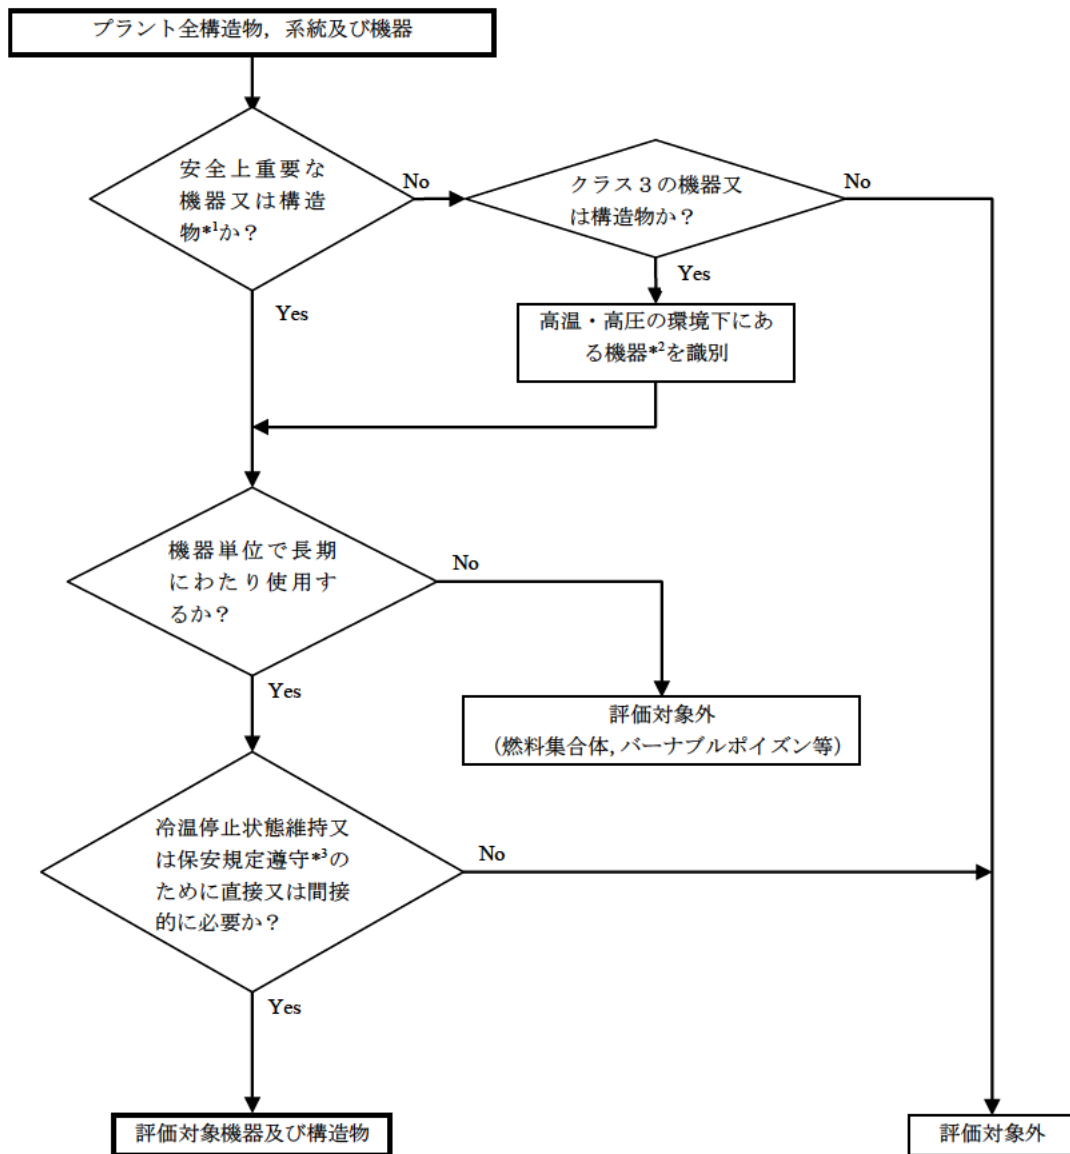 プラント全構造物，系統及び機器
安全上重要な
機器又は構造
物*1か？
No
クラス３の機器又
は構造物か？
No
Yes
Yes
高温・高圧の環境下にあ
る機器*2を識別
機器単位で長期
にわたり使用す
るか？
No
Yes
評価対象外
（燃料集合体，バーナブルポイズン等）
冷温停止状態維持又
は保安規定遵守*3の
ために直接又は間接
的に必要か？
No
Yes
評価対象機器及び構造物
評価対象外